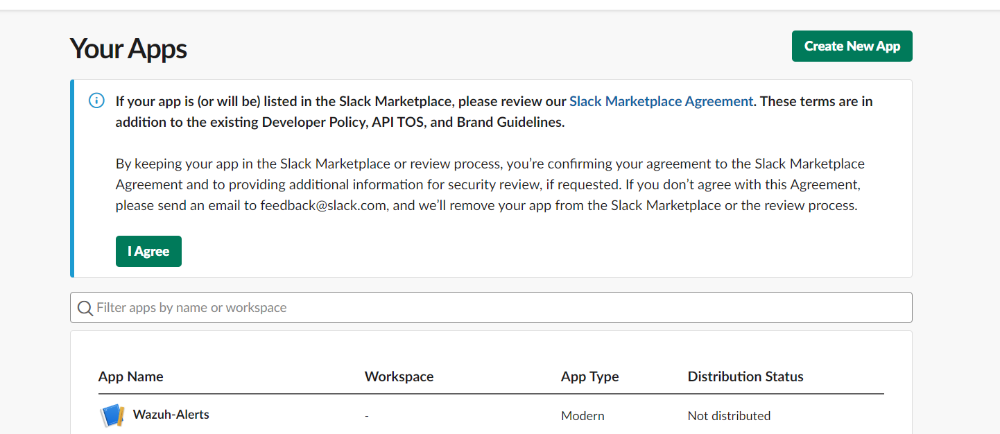 Your Apps
Create New App
If your app is (or will be) listed in the Slack Marketplace, please review our Slack Marketplace Agreement. These terms are in
addition to the existing Developer Policy, API TOS, and Brand Guidelines.
By keeping your app in the Slack Marketplace or review process, you’re confirming your agreement to the Slack Marketplace
Agreement and to providing additional information for security review, if requested. If you don’t agree with this Agreement,
please send an email to feedback@slack.com, and we’ll remove your app from the Slack Marketplace or the review process.
I Agree
Filter apps by name or workspace
App Name Workspace App Type Distribution Status
Wazuh-Alerts - Modern Not distributed